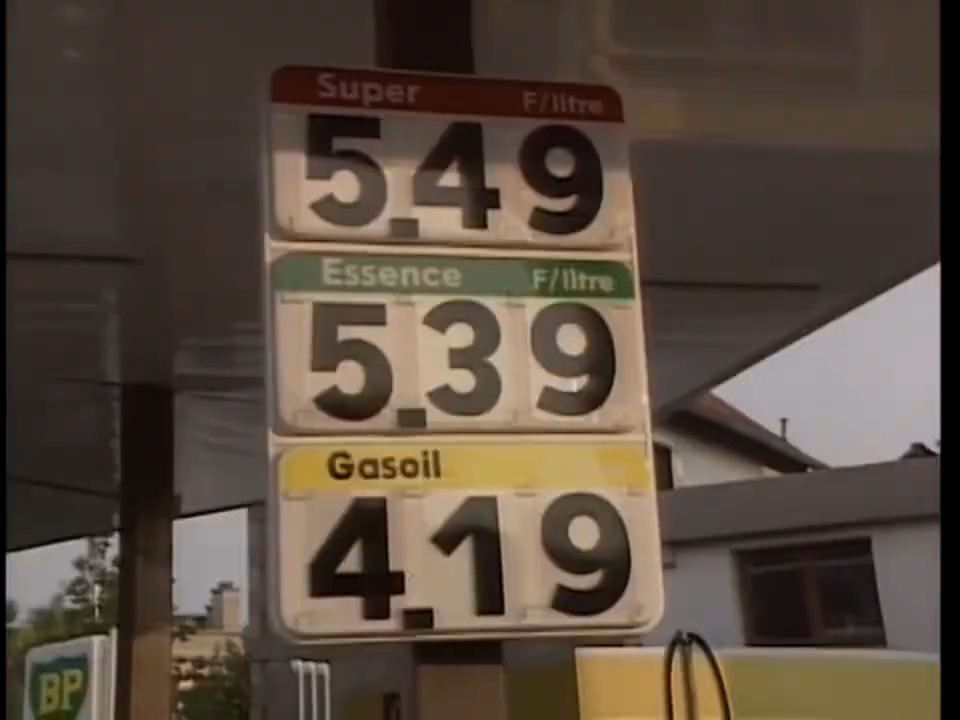 Super F/litre
5.49
Essence F/litre
5.39
Gasoil
4.19
BP